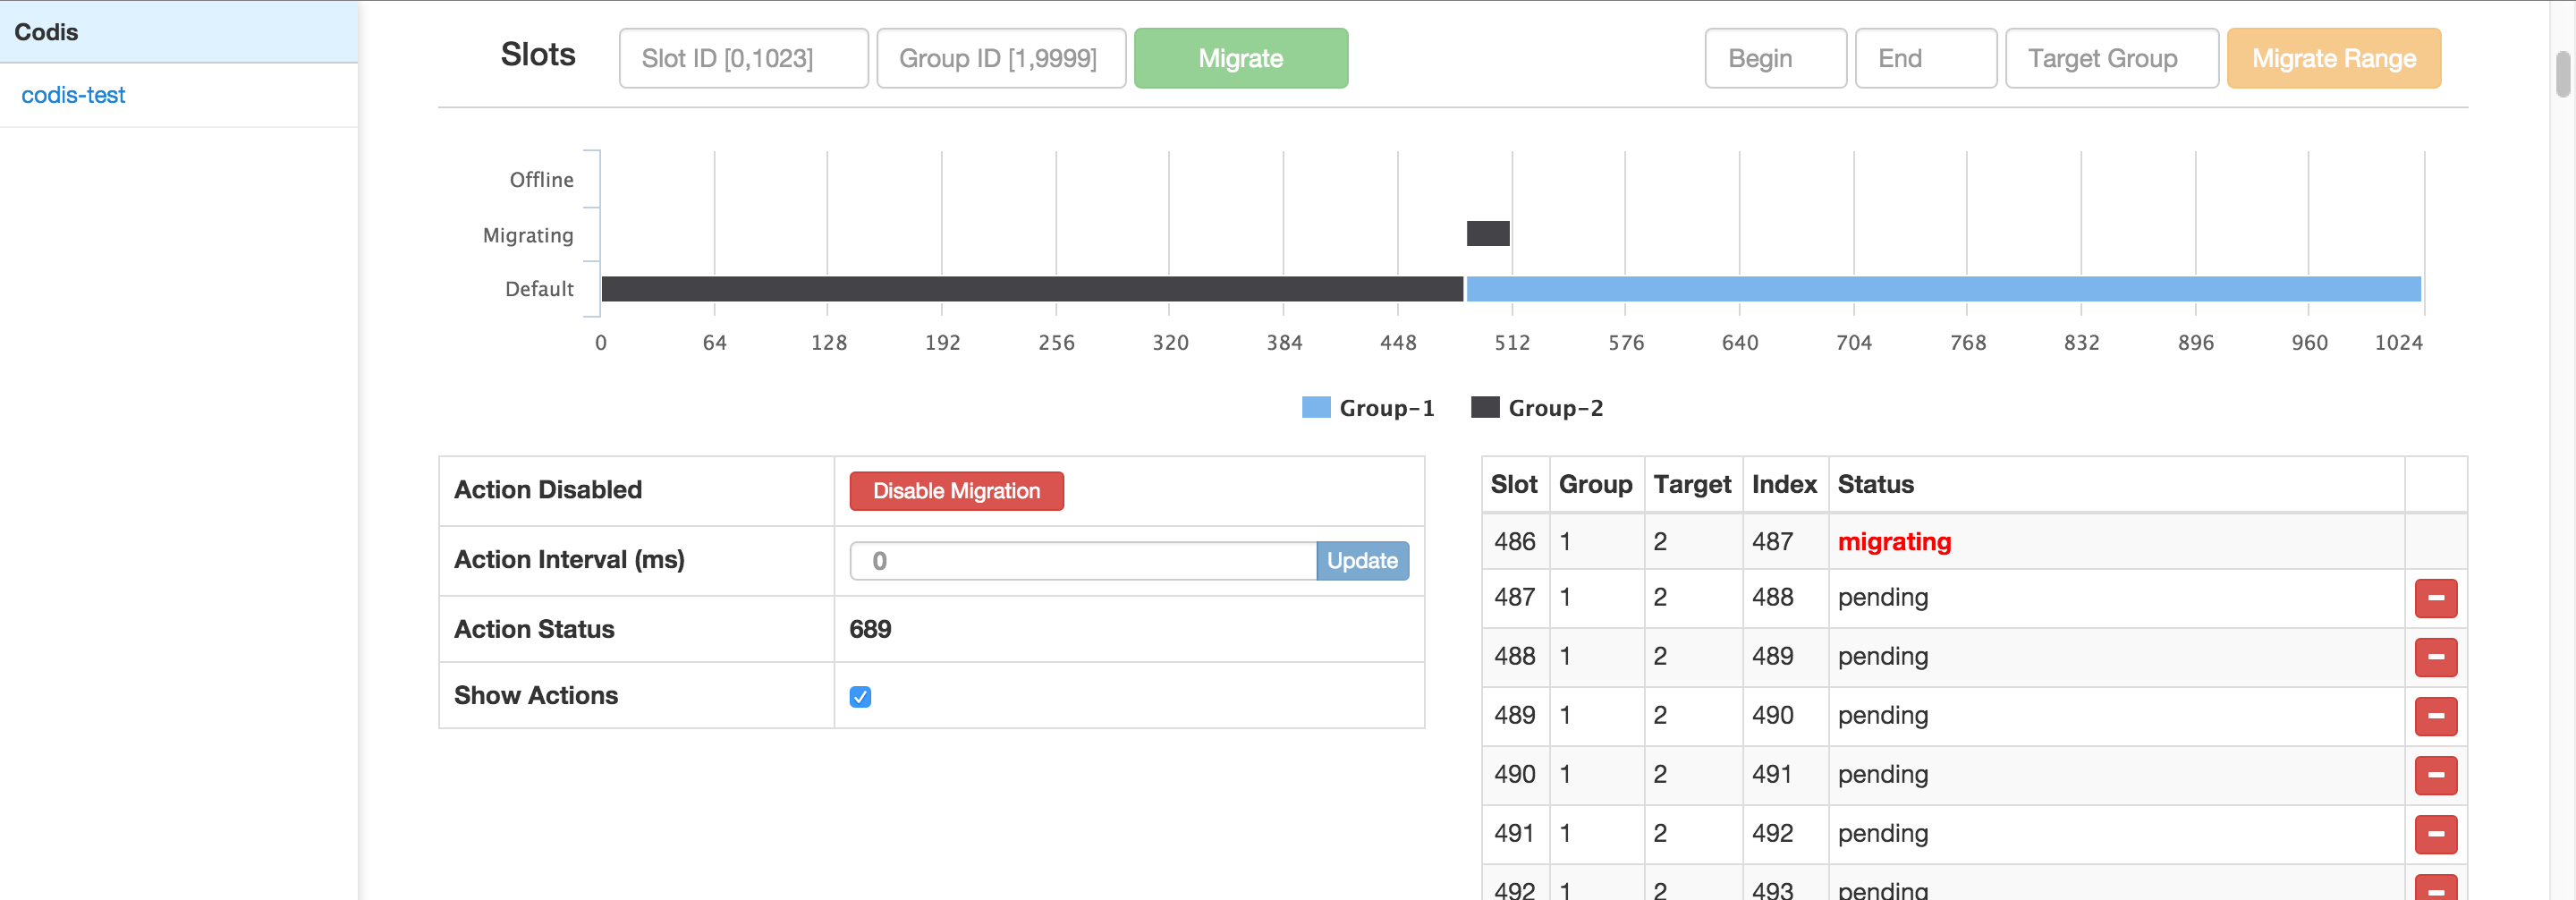 Codis
codis-test
Slots Slot ID [0,1023] Group ID [1,9999] Migrate Begin End Target Group Migrate Range
Offline
Migrating
Default
0 64 128 192 256 320 384 448 512 576 640 704 768 832 896 960 1024
Group-1 Group-2
Action Disabled Disable Migration
Action Interval (ms) 0 Update
Action Status 689
Show Actions
Slot Group Target Index Status
486 1 2 487 migrating
487 1 2 488 pending
488 1 2 489 pending
489 1 2 490 pending
490 1 2 491 pending
491 1 2 492 pending
492 1 2 493 pending